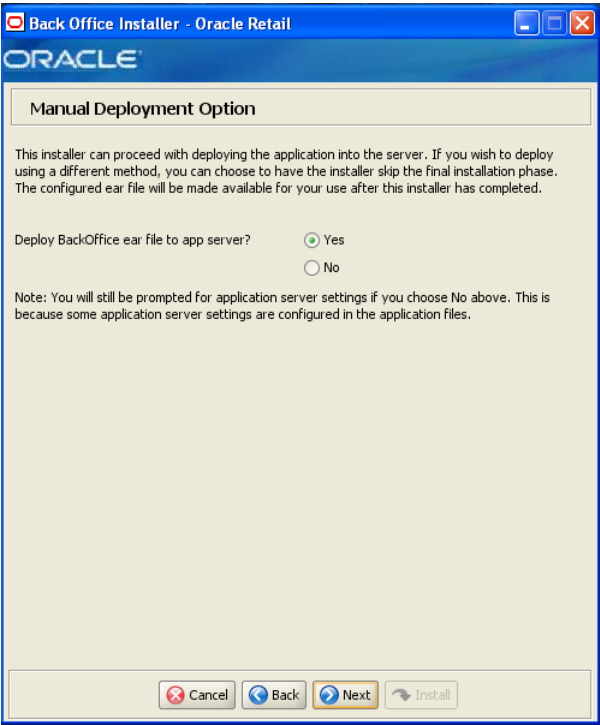 Back Office Installer - Oracle Retail
ORACLE
Manual Deployment Option
This installer can proceed with deploying the application into the server. If you wish to deploy
using a different method, you can choose to have the installer skip the final installation phase.
The configured ear file will be made available for your use after this installer has completed.
Deploy BackOffice ear file to app server? Yes
No
Note: You will still be prompted for application server settings if you choose No above. This is
because some application server settings are configured in the application files.
Cancel Back Next Install